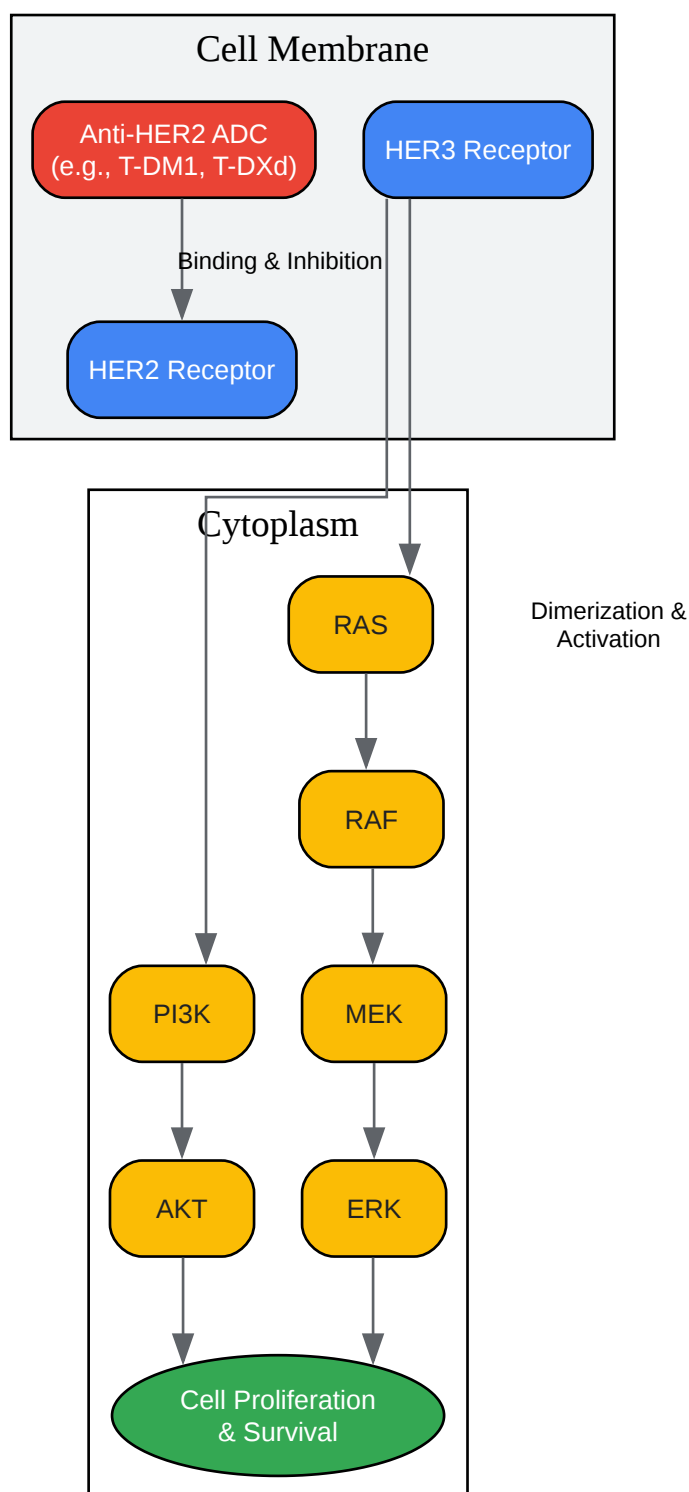 Cell Membrane
Anti-HER2 ADC
(e.g., T-DM1, T-DXd)
HER3 Receptor
Binding & Inhibition
HER2 Receptor
Cytoplasm
RAS
Dimerization &
Activation
RAF
PI3K
MEK
AKT
ERK
Cell Proliferation
& Survival